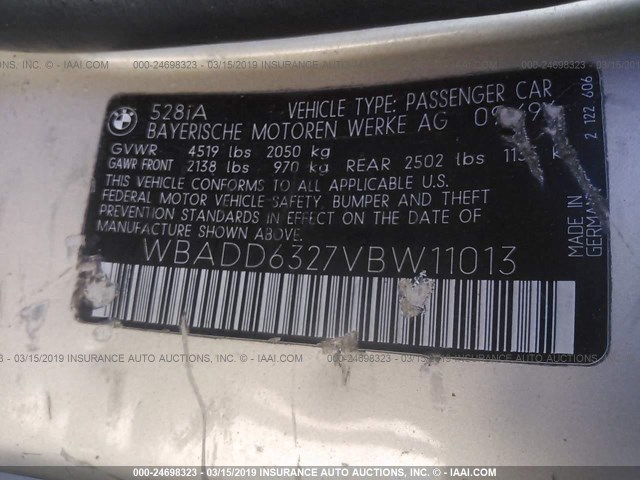 000-24698323 - 03/15/2019 INSURANCE AUTO AUCTIONS, INC. - © IAAI.COM
BMW
528iA VEHICLE TYPE: PASSENGER CAR
BAYERISCHE MOTOREN WERKE AG
GVWR 4519 lbs 2050 kg
GAWR FRONT 2138 lbs 970 kg REAR 2502 lbs
THIS VEHICLE CONFORMS TO ALL APPLICABLE U.S.
FEDERAL MOTOR VEHICLE SAFETY, BUMPER AND THEFT
PREVENTION STANDARDS IN EFFECT ON THE DATE OF
MANUFACTURE SHOWN ABOVE
2 122 606
MADE IN
GERMANY
WBADD6327VBW11013
000-24698323 - 03/15/2019 INSURANCE AUTO AUCTIONS, INC. - © IAAI.COM
000-24698323 - 03/15/2019 INSURANCE AUTO AUCTIONS, INC. - © IAAI.COM